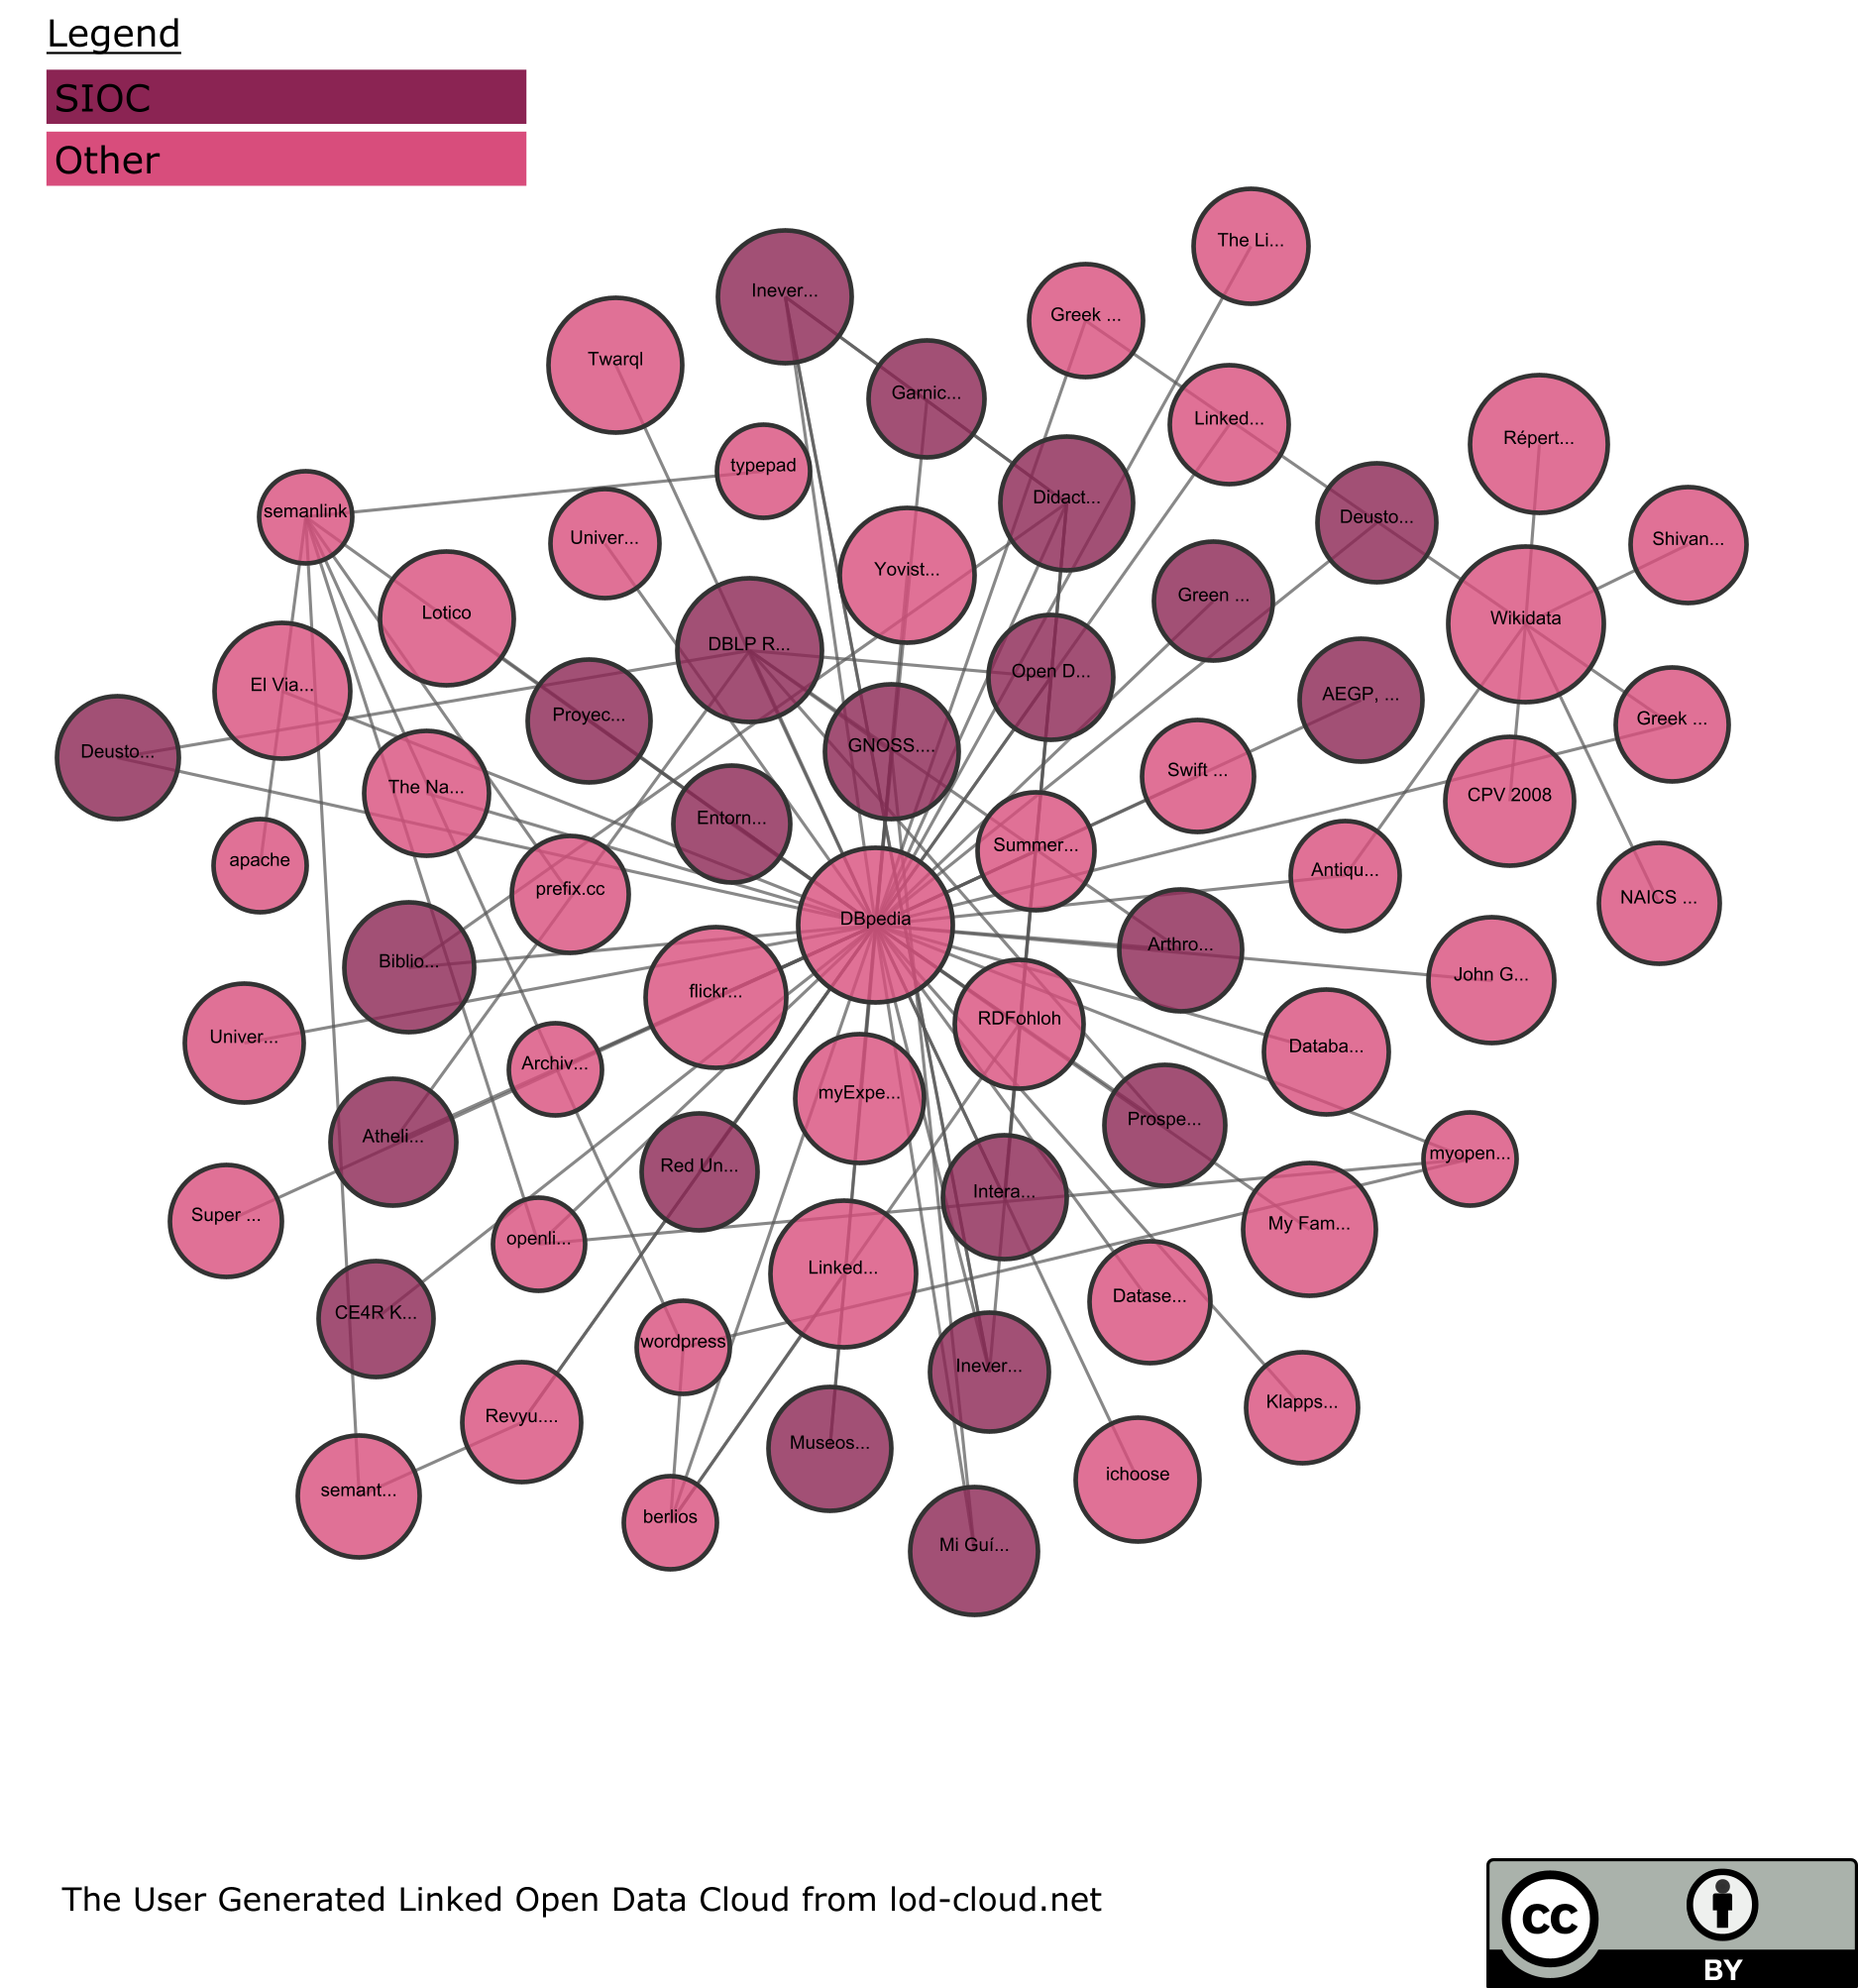 Legend
SIOC
Other
The Li...
Inever...
Greek ...
Twarql
Garnic...
Linked...
Répert...
typepad
Didact...
semanlink
Deusto...
Univer...
Shivan...
Yovist...
Lotico
Green ...
Wikidata
DBLP R...
Open D...
El Via...
AEGP, ...
Proyec...
Greek ...
Deusto...
GNOSS....
Swift ...
The Na...
CPV 2008
Entorn...
Summer...
apache
Antiqu...
prefix.cc
NAICS ...
DBpedia
Arthro...
Biblio...
John G...
flickr...
RDFohloh
Univer...
Databa...
Archiv...
myExpe...
Prospe...
Atheli...
myopen...
Red Un...
Intera...
Super ...
My Fam...
openli...
Linked...
Datase...
CE4R K...
wordpress
Inever...
Klapps...
Revyu....
Museos...
ichoose
semant...
berlios
Mi Guí...
The User Generated Linked Open Data Cloud from lod-cloud.net
cc
BY